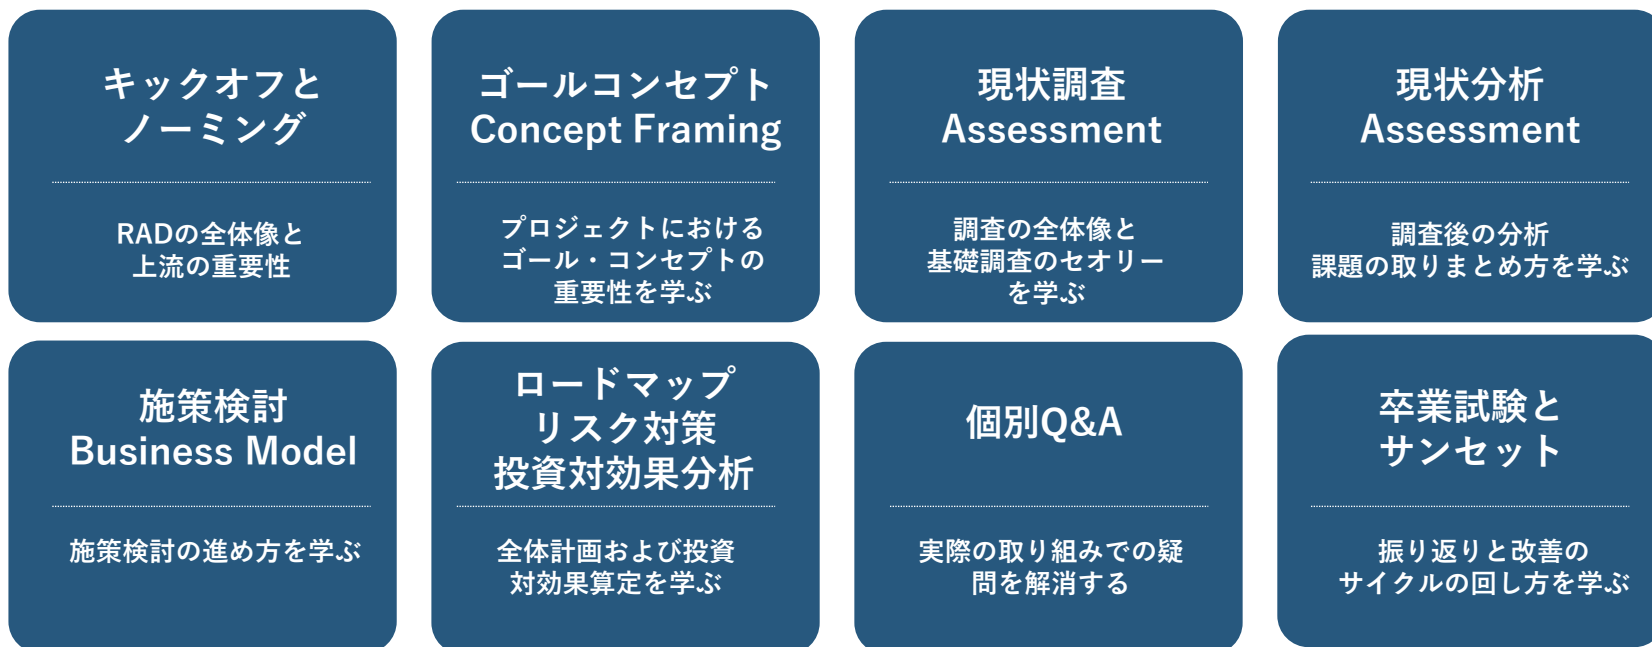 キックオフと
ノーミング
RADの全体像と
上流の重要性
ゴールコンセプト
Concept Framing
プロジェクトにおける
ゴール・コンセプトの
重要性を学ぶ
現状調査
Assessment
調査の全体像と
基礎調査のセオリー
を学ぶ
現状分析
Assessment
調査後の分析
課題の取りまとめ方を学ぶ
施策検討
Business Model
施策検討の進め方を学ぶ
ロードマップ
リスク対策
投資対効果分析
全体計画および投資
対効果算定を学ぶ
個別Q&A
実際の取り組みでの疑
問を解消する
卒業試験と
サンセット
振り返りと改善の
サイクルの回し方を学ぶ